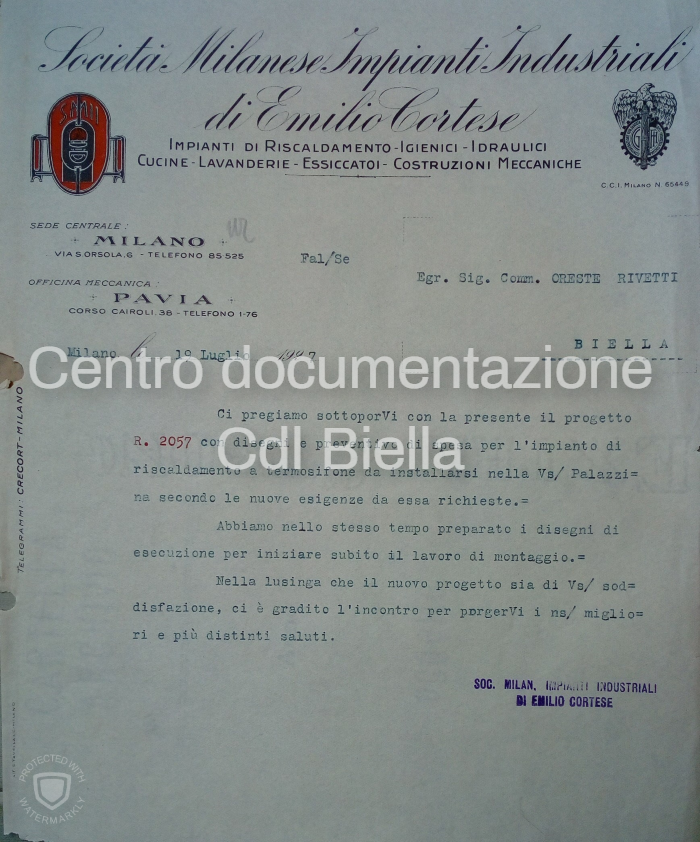 Società Milanese Impianti Industriali
di Emilio Cortese
IMPIANTI DI RISCALDAMENTO - IGIENICI - IDRAULICI
CUCINE - LAVANDERIE - ESSICCATOI - COSTRUZIONI MECCANICHE
C.C.I. MILANO N. 65449
SEDE CENTRALE:
MILANO
VIA S. ORSOLA, 6 - TELEFONO 85 525
OFFICINA MECCANICA:
PAVIA
CORSO CAIROLI, 38 - TELEFONO 1-76
Fal/Se
Egr. Sig. Comm. ORESTE RIVETTI
BIELLA
Milano 19 Luglio
Centro documentazione
Cdl Biella
TELEGRAMMI: CRECORT-MILANO
Ci pregiamo sottoporVi con la presente il progetto
R. 2057 con disegni e preventivo di spesa per l'impianto di
riscaldamento a termosifone da installarsi nella Vs/ Palazzi=
na secondo le nuove esigenze da essa richieste.=
Abbiamo nello stesso tempo preparato i disegni di
esecuzione per iniziare subito il lavoro di montaggio.=
Nella lusinga che il nuovo progetto sia di Vs/ sod=
disfazione, ci è gradito l'incontro per porgerVi i ns/ miglio=
ri e più distinti saluti.
SOC. MILAN. IMPIANTI INDUSTRIALI
DI EMILIO CORTESE
PROTECTED WITH
WATERMARKLY